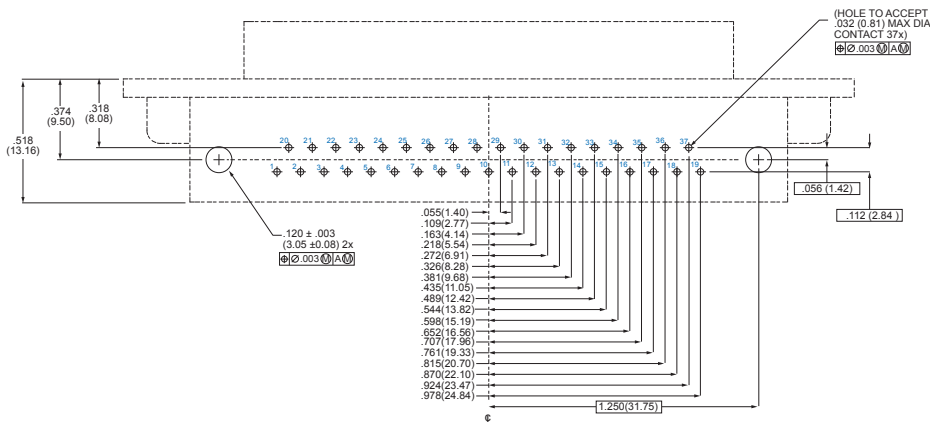 (HOLE TO ACCEPT
.032 (0.81) MAX DIA
CONTACT 37x)
⌖ ⌀.003 Ⓜ A Ⓜ
.518
(13.16)
.374
(9.50)
.318
(8.08)
20 21 22 23 24 25 26 27 28 29 30 31 32 33 34 35 36 37
1 2 3 4 5 6 7 8 9 10 11 12 13 14 15 16 17 18 19
.056 (1.42)
.112 (2.84 )
.120 ± .003
(3.05 ±0.08) 2x
⌖ ⌀.003 Ⓜ A Ⓜ
.055(1.40)
.109(2.77)
.163(4.14)
.218(5.54)
.272(6.91)
.326(8.28)
.381(9.68)
.435(11.05)
.489(12.42)
.544(13.82)
.598(15.19)
.652(16.56)
.707(17.96)
.761(19.33)
.815(20.70)
.870(22.10)
.924(23.47)
.978(24.84)
1.250(31.75)
℄